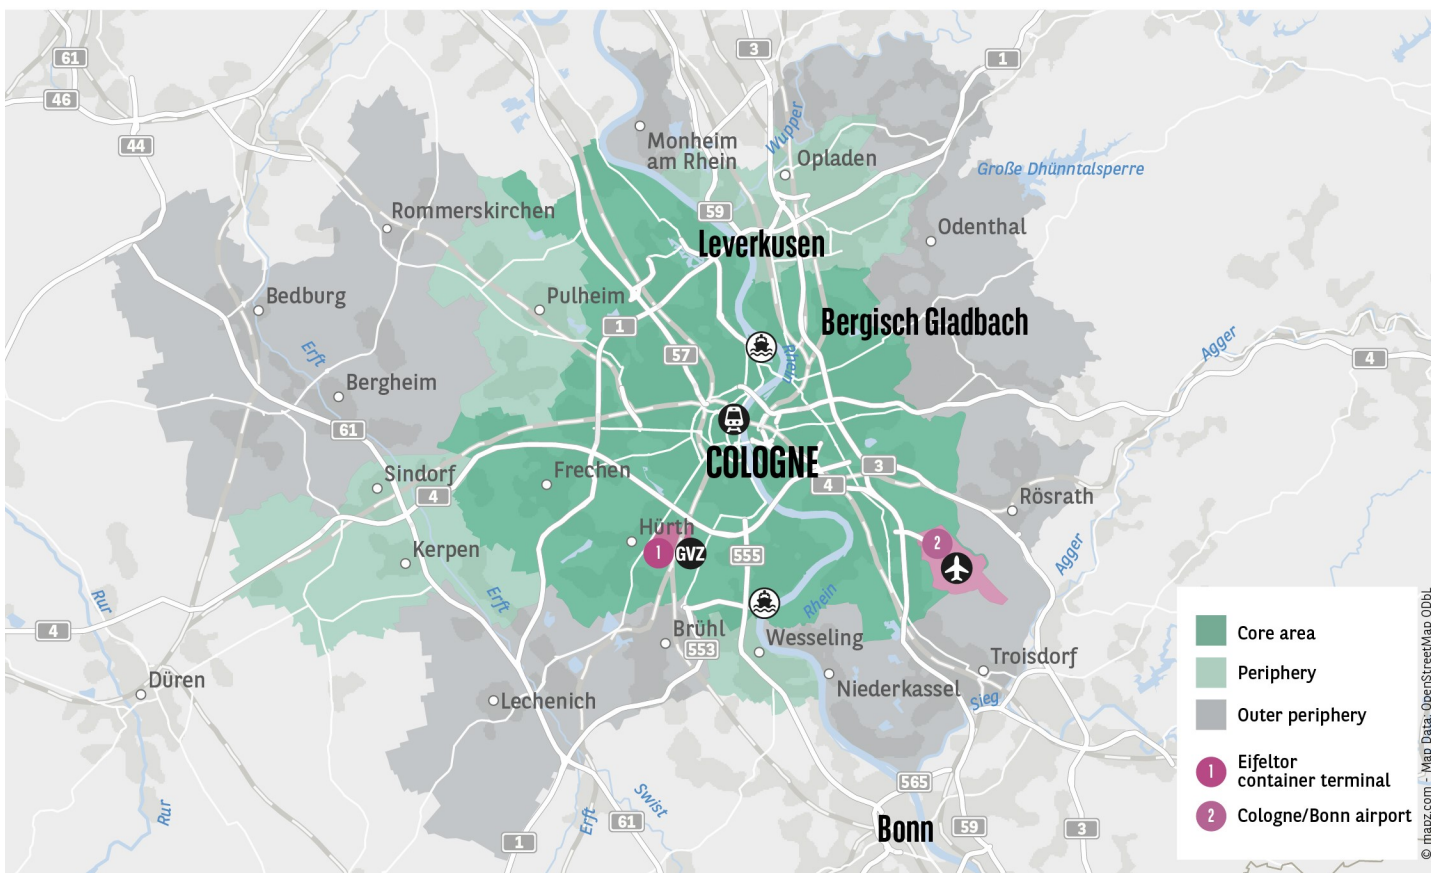 61
3
1
46
44
Monheim
am Rhein
Wupper
Opladen
Große Dhünntalsperre
Rommerskirchen
59
Odenthal
Leverkusen
Bedburg
Pulheim
1
Bergisch Gladbach
Erft
57
Rhein
Agger
4
Bergheim
61
COLOGNE
Sindorf
Frechen
3
4
4
Rösrath
Hürth
1
GVZ
555
2
Kerpen
Agger
Rur
Erft
Rhein
4
Brühl
553
Wesseling
Troisdorf
Düren
Lechenich
Niederkassel
Sieg
565
Swist
Rur
Erft
61
1
Bonn
59
3
Core area
Periphery
Outer periphery
1
Eifeltor
container terminal
2
Cologne/Bonn airport
© mapz.com - Map Data: OpenStreetMap ODbL